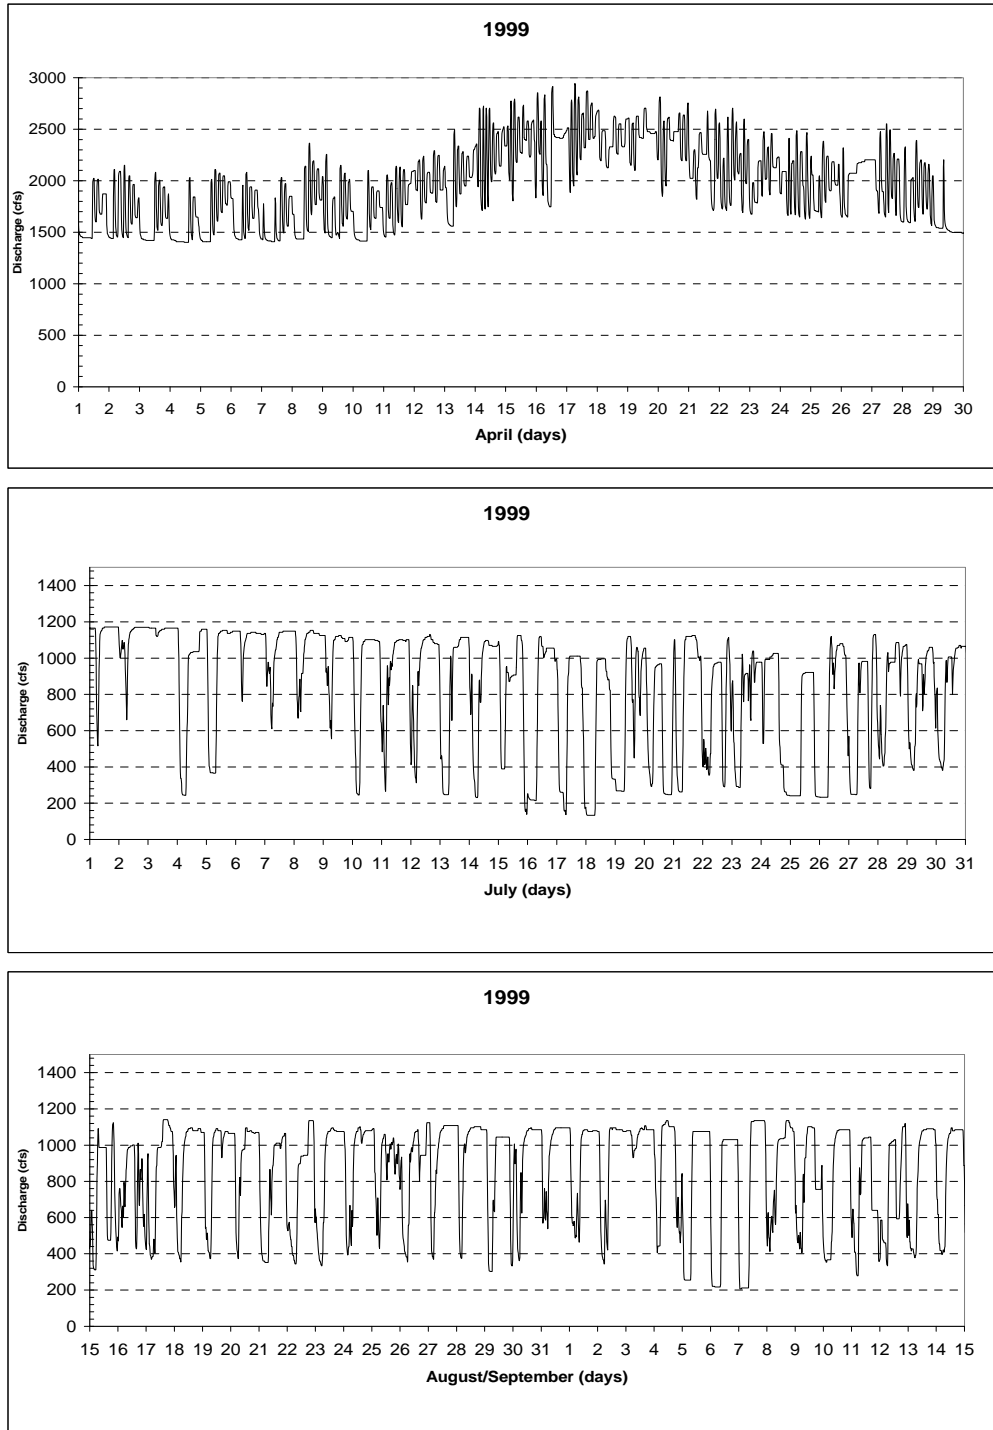 1999
3000
2500
2000
1500
1000
500
0
Discharge (cfs)
1 2 3 4 5 6 7 8 9 10 11 12 13 14 15 16 17 18 19 20 21 22 23 24 25 26 27 28 29 30
April (days)
1999
1400
1200
1000
800
600
400
200
0
Discharge (cfs)
1 2 3 4 5 6 7 8 9 10 11 12 13 14 15 16 17 18 19 20 21 22 23 24 25 26 27 28 29 30 31
July (days)
1999
1400
1200
1000
800
600
400
200
0
Discharge (cfs)
15 16 17 19 20 21 22 23 24 25 26 27 28 29 30 31 1 2 3 4 5 6 7 8 9 10 11 12 13 14 15
August/September (days)